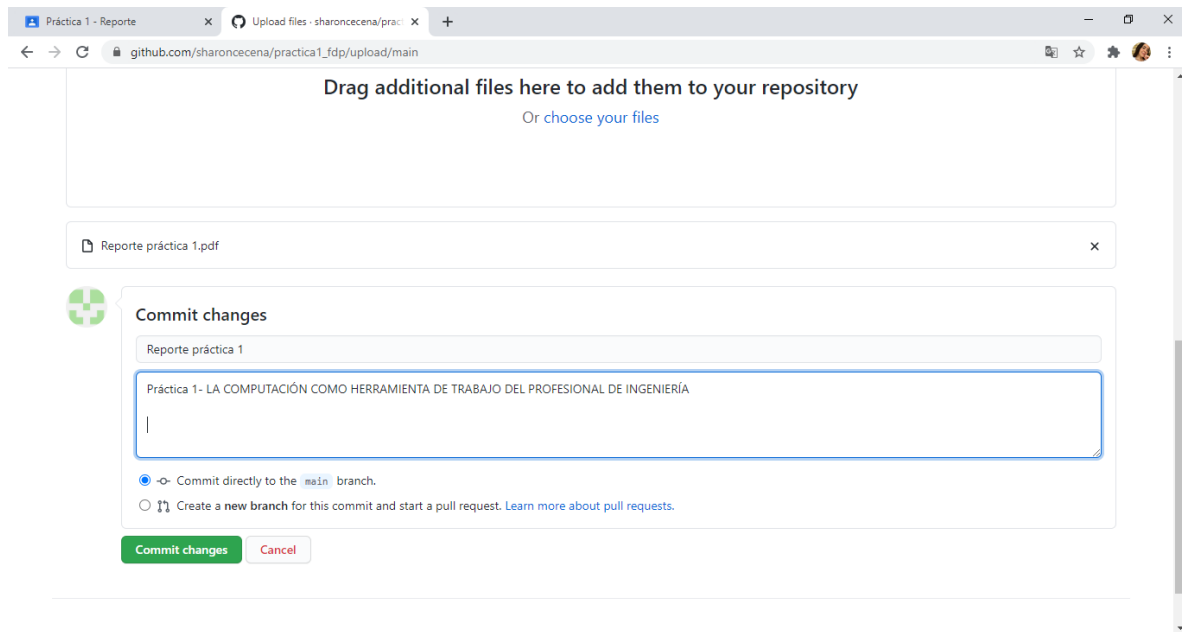 Práctica 1 - Reporte
Upload files · sharoncecena/prac
github.com/sharoncecena/practica1_fdp/upload/main
Drag additional files here to add them to your repository
Or choose your files
Reporte práctica 1.pdf
Commit changes
Reporte práctica 1
Práctica 1- LA COMPUTACIÓN COMO HERRAMIENTA DE TRABAJO DEL PROFESIONAL DE INGENIERÍA
Commit directly to the main branch.
Create a new branch for this commit and start a pull request. Learn more about pull requests.
Commit changes
Cancel